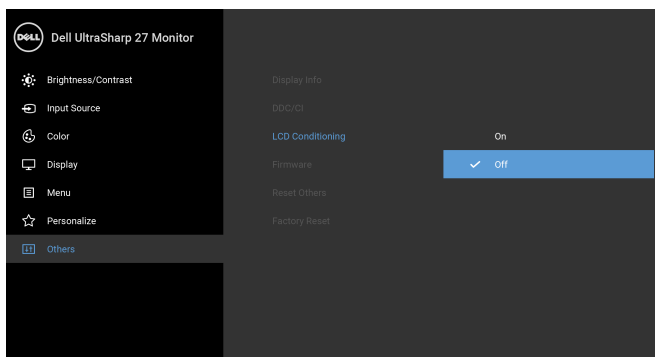 DELL Dell UltraSharp 27 Monitor
Brightness/Contrast
Input Source
Color
Display
Menu
Personalize
Others
Display Info
DDC/CI
LCD Conditioning
Firmware
Reset Others
Factory Reset
On
Off